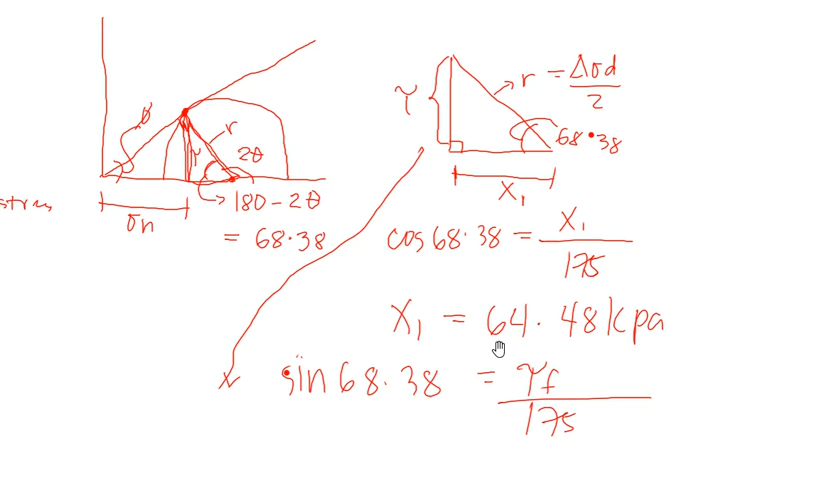 r = Δσd/2
τ
ϕ
r
τ
2θ
68.38
stress
σn
180-2θ
x1
= 68.38
cos 68.38 = x1/175
x1 = 64.48 kpa
x
sin 68.38 = τf/175